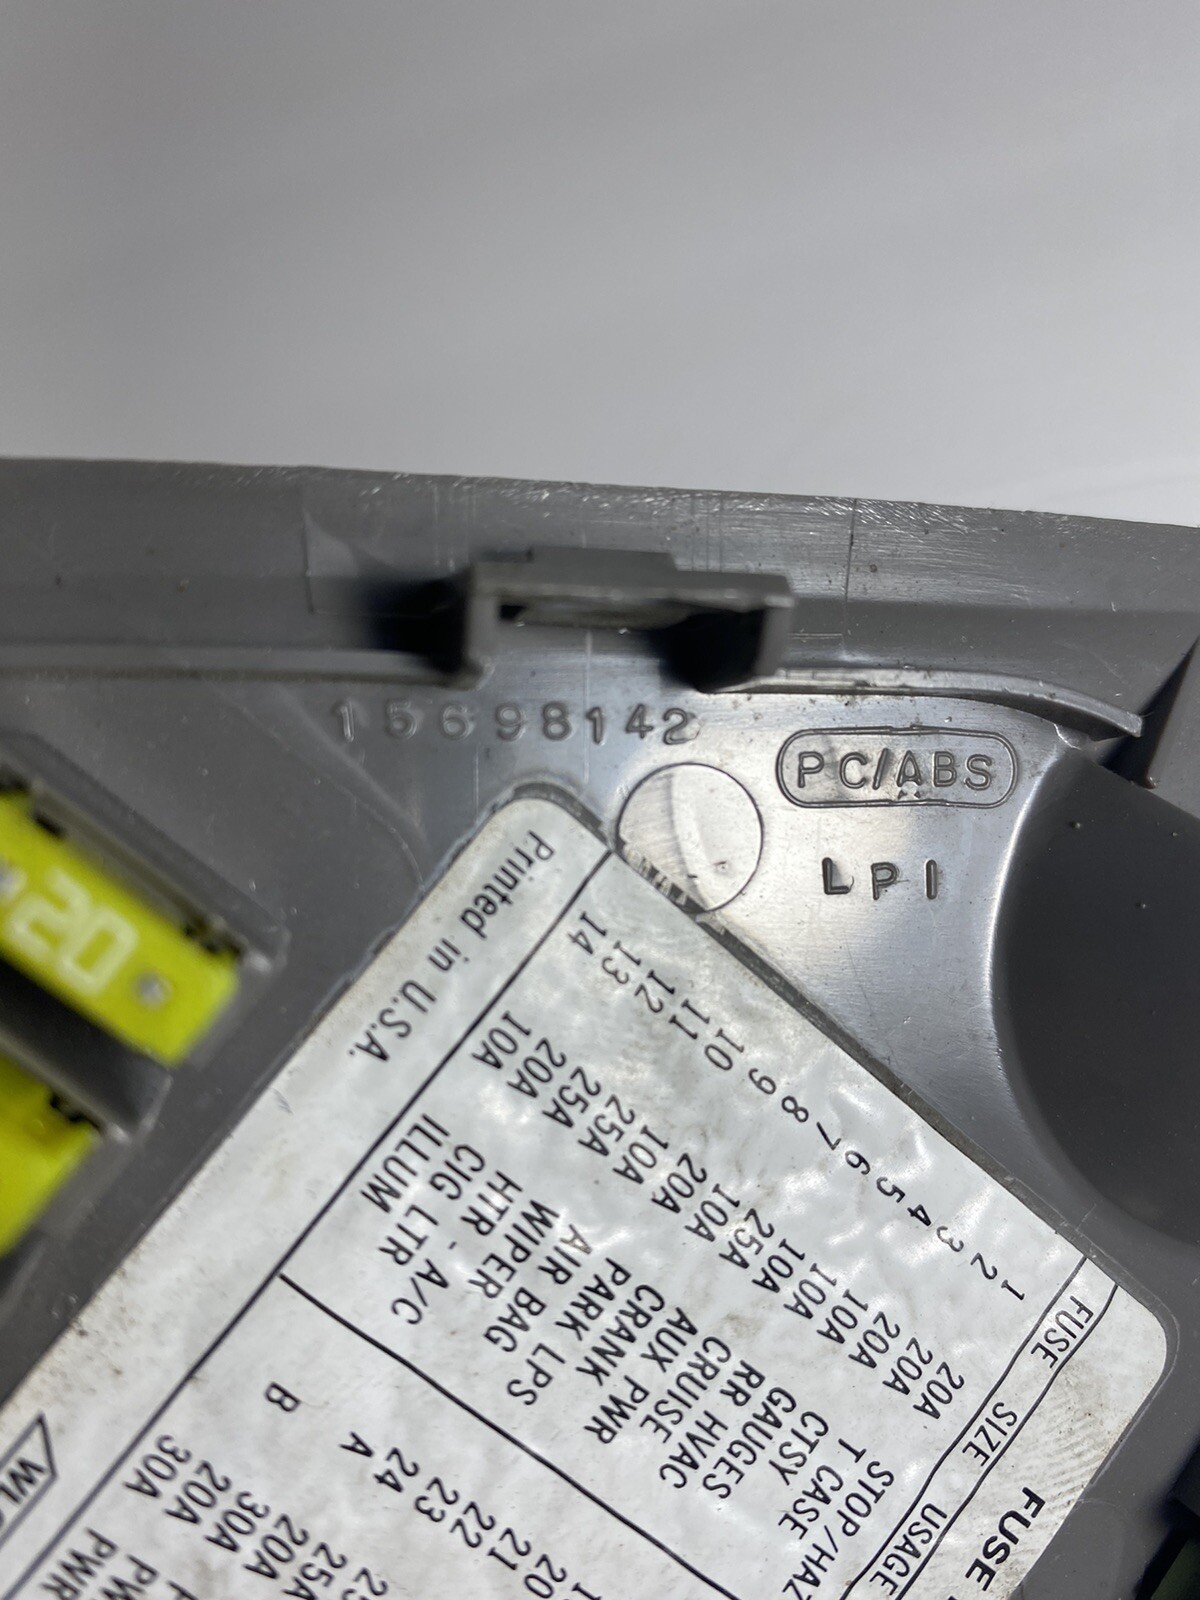 15698142
PC/ABS
LPI
20
FUSE
FUSE SIZE USAGE
1 20A STOP/HAZ
2 20A T CASE
3 20A CTSY
4 10A GAUGES
5 10A RR HVAC
6 10A CRUISE
7 25A AUX PWR
8 10A CRANK
9 20A PARK LPS
10 10A AIR BAG
11 25A WIPER
12 25A HTR - A/C
13 20A CIG LTR
14 10A ILLUM
20
21
22 25A
23 20A
24 30A
A 20A PWR
B 30A PWR
Printed in U.S.A.